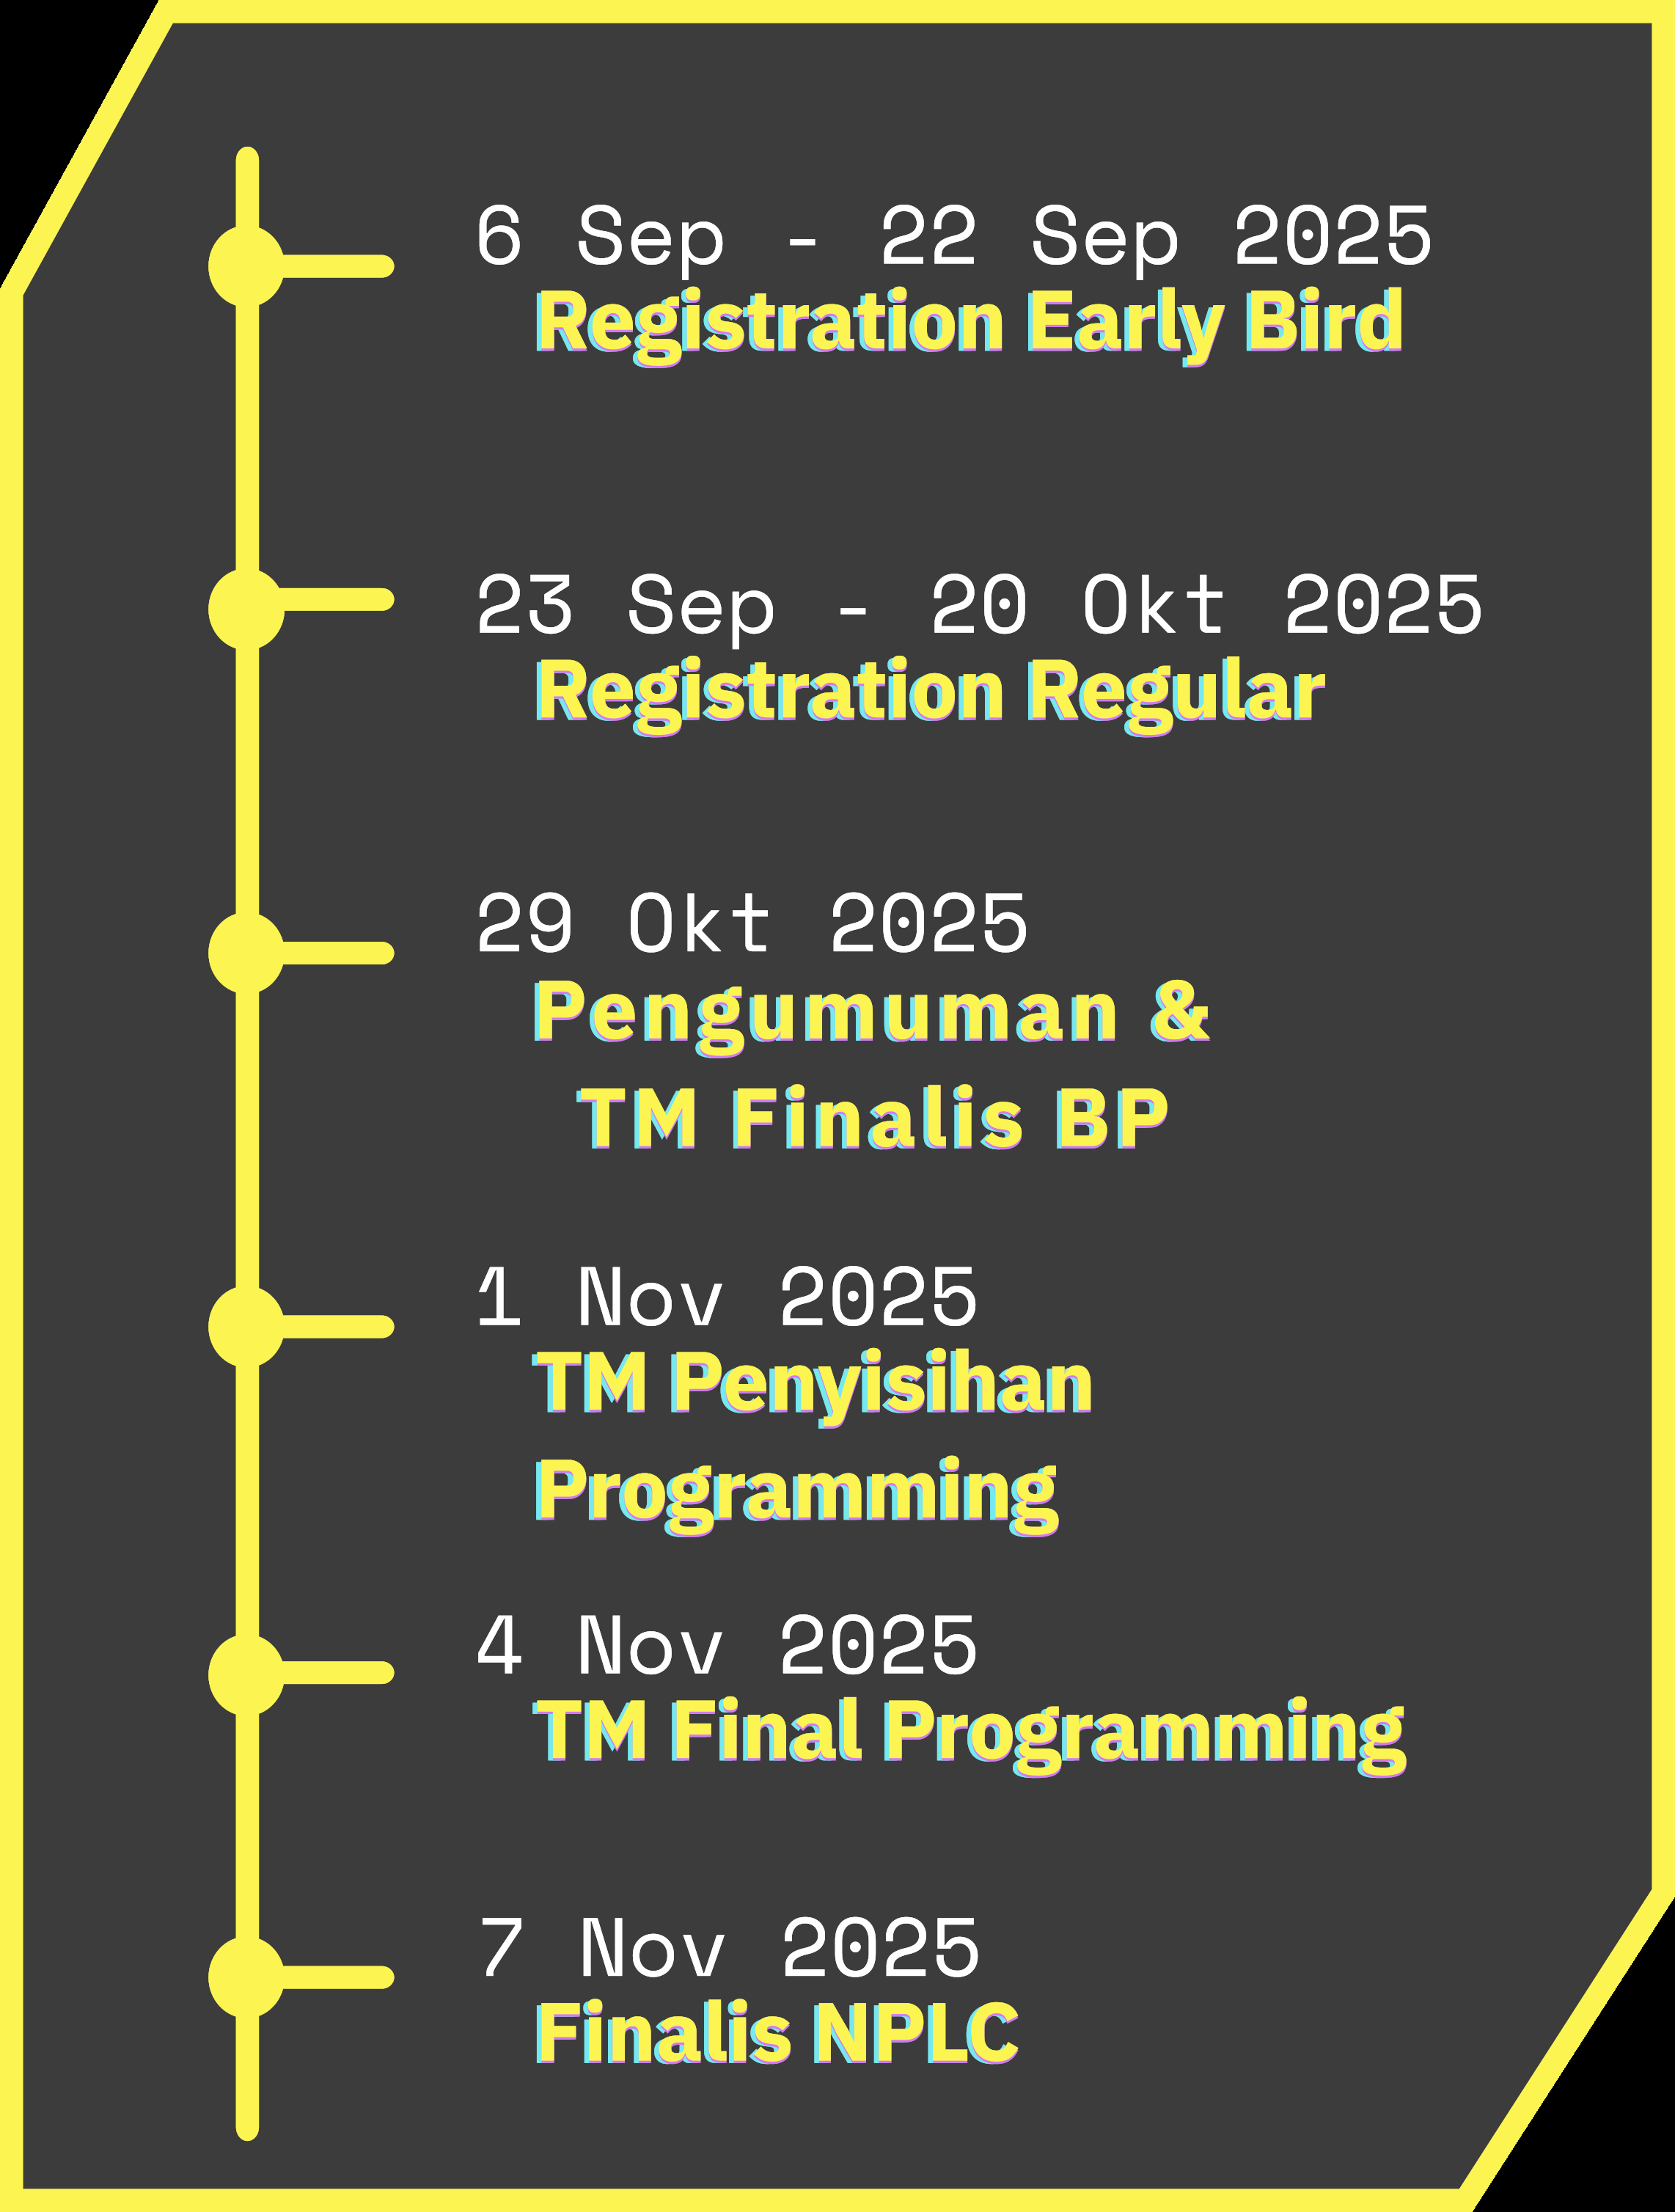 6 Sep - 22 Sep 2025
Registration Early Bird
23 Sep - 20 Okt 2025
Registration Regular
29 Okt 2025
Pengumuman &
TM Finalis BP
1 Nov 2025
TM Penyisihan
Programming
4 Nov 2025
TM Final Programming
7 Nov 2025
Finalis NPLC